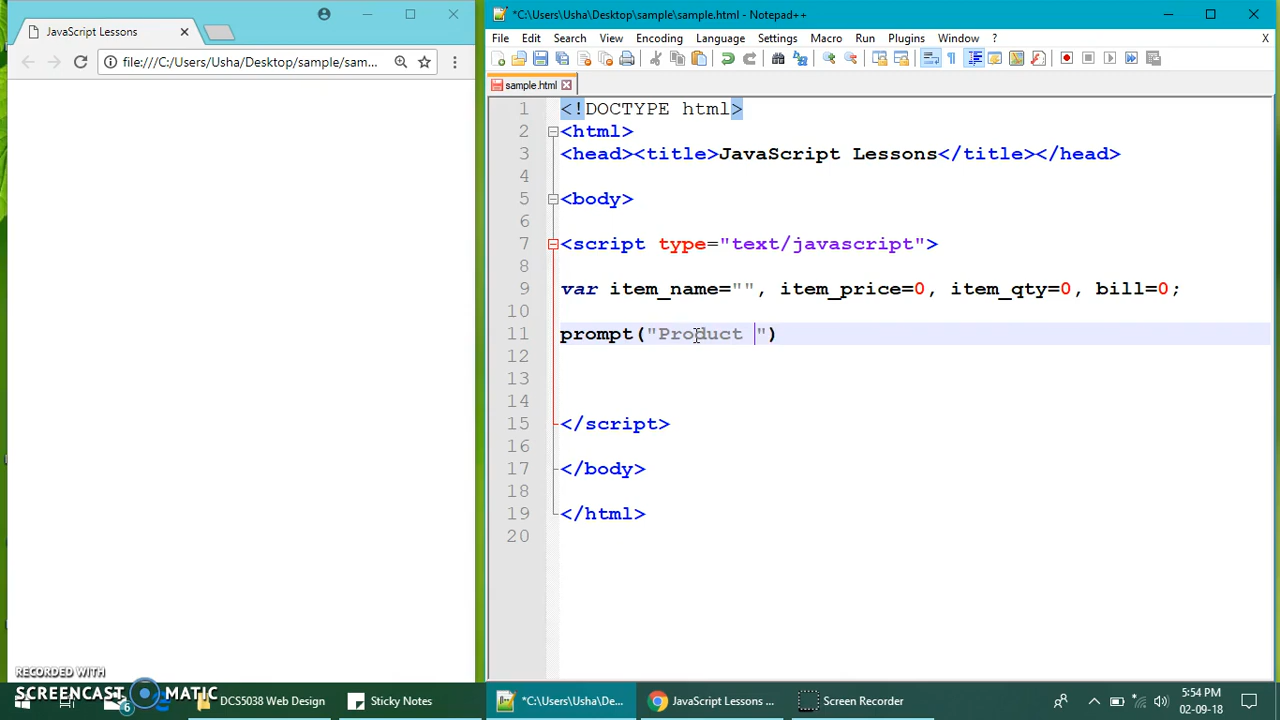 JavaScript Lessons
file:///C:/Users/Usha/Desktop/sample/sam...
*C:\Users\Usha\Desktop\sample\sample.html - Notepad++
File Edit Search View Encoding Language Settings Macro Run Plugins Window ? X
sample.html
1 <!DOCTYPE html>
2 <html>
3 <head><title>JavaScript Lessons</title></head>
4
5 <body>
6
7 <script type="text/javascript">
8
9 var item_name="", item_price=0, item_qty=0, bill=0;
10
11 prompt("Product ")
12
13
14
15 </script>
16
17 </body>
18
19 </html>
20
RECORDED WITH
SCREENCAST MATIC
6
DCS5038 Web Design
Sticky Notes
*C:\Users\Usha\De...
JavaScript Lessons ...
Screen Recorder
5:54 PM
02-09-18